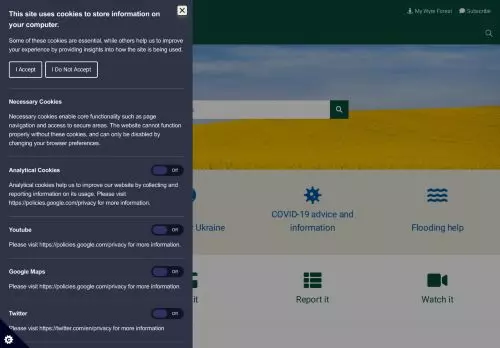 This site uses cookies to store information on
your computer.
Some of these cookies are essential, while others help us to improve
your experience by providing insights into how the site is being used.
I Accept
I Do Not Accept
Necessary Cookies
Necessary cookies enable core functionality such as page
navigation and access to secure areas. The website cannot function
properly without these cookies, and can only be disabled by
changing your browser preferences.
Analytical Cookies
Off
Analytical cookies help us to improve our website by collecting and
reporting information on its usage. Please visit
https://policies.google.com/privacy for more information.
Youtube
Off
Please visit https://policies.google.com/privacy for more information.
Google Maps
Off
Please visit https://policies.google.com/privacy for more information
Twitter
Off
Please visit https://twitter.com/en/privacy for more information
My Wyre Forest
Subscribe
Ukraine
COVID-19 advice and
information
Flooding help
it
Report it
Watch it